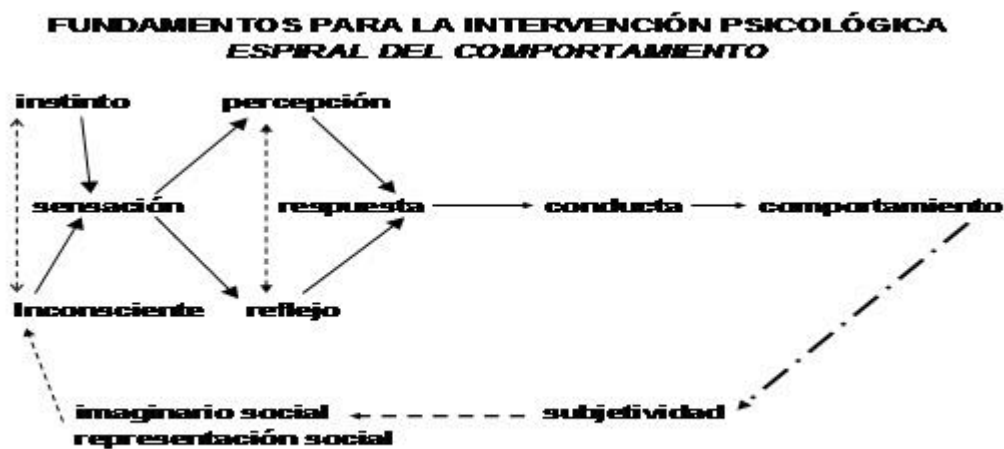 FUNDAMENTOS PARA LA INTERVENCIÓN PSICOLÓGICA
ESPIRAL DEL COMPORTAMIENTO
instinto percepción
sensación respuesta conducta comportamiento
Inconsciente reflejo
imaginario social subjetividad
representación social